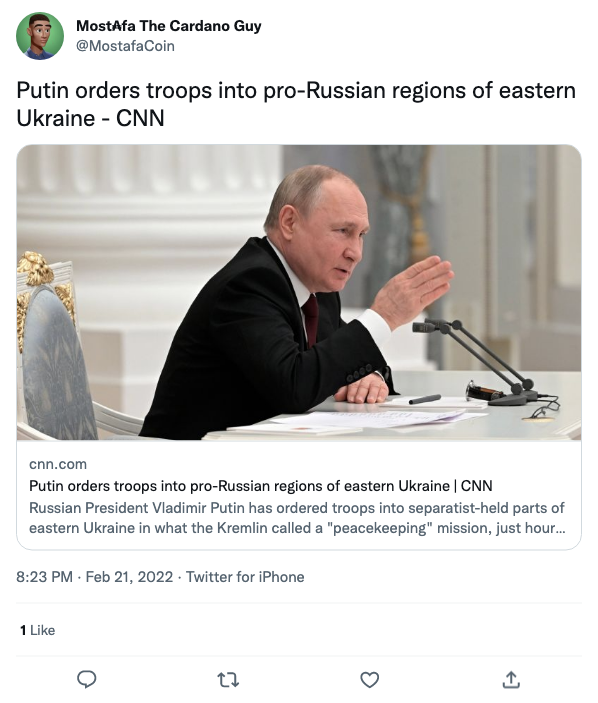 MostȺfa The Cardano Guy
@MostafaCoin
Putin orders troops into pro-Russian regions of eastern
Ukraine - CNN
cnn.com
Putin orders troops into pro-Russian regions of eastern Ukraine | CNN
Russian President Vladimir Putin has ordered troops into separatist-held parts of
eastern Ukraine in what the Kremlin called a "peacekeeping" mission, just hour...
8:23 PM · Feb 21, 2022 · Twitter for iPhone
1 Like